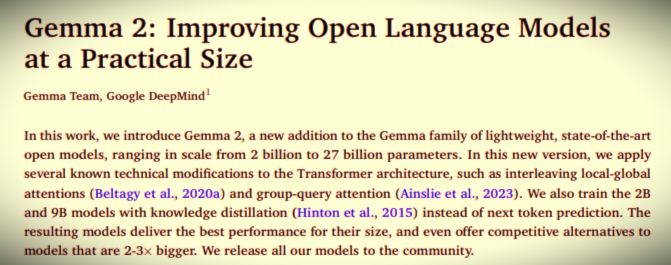 Gemma 2: Improving Open Language Models
at a Practical Size
Gemma Team, Google DeepMind1
In this work, we introduce Gemma 2, a new addition to the Gemma family of lightweight, state-of-the-art
open models, ranging in scale from 2 billion to 27 billion parameters. In this new version, we apply
several known technical modifications to the Transformer architecture, such as interleaving local-global
attentions (Beltagy et al., 2020a) and group-query attention (Ainslie et al., 2023). We also train the 2B
and 9B models with knowledge distillation (Hinton et al., 2015) instead of next token prediction. The
resulting models deliver the best performance for their size, and even offer competitive alternatives to
models that are 2-3× bigger. We release all our models to the community.